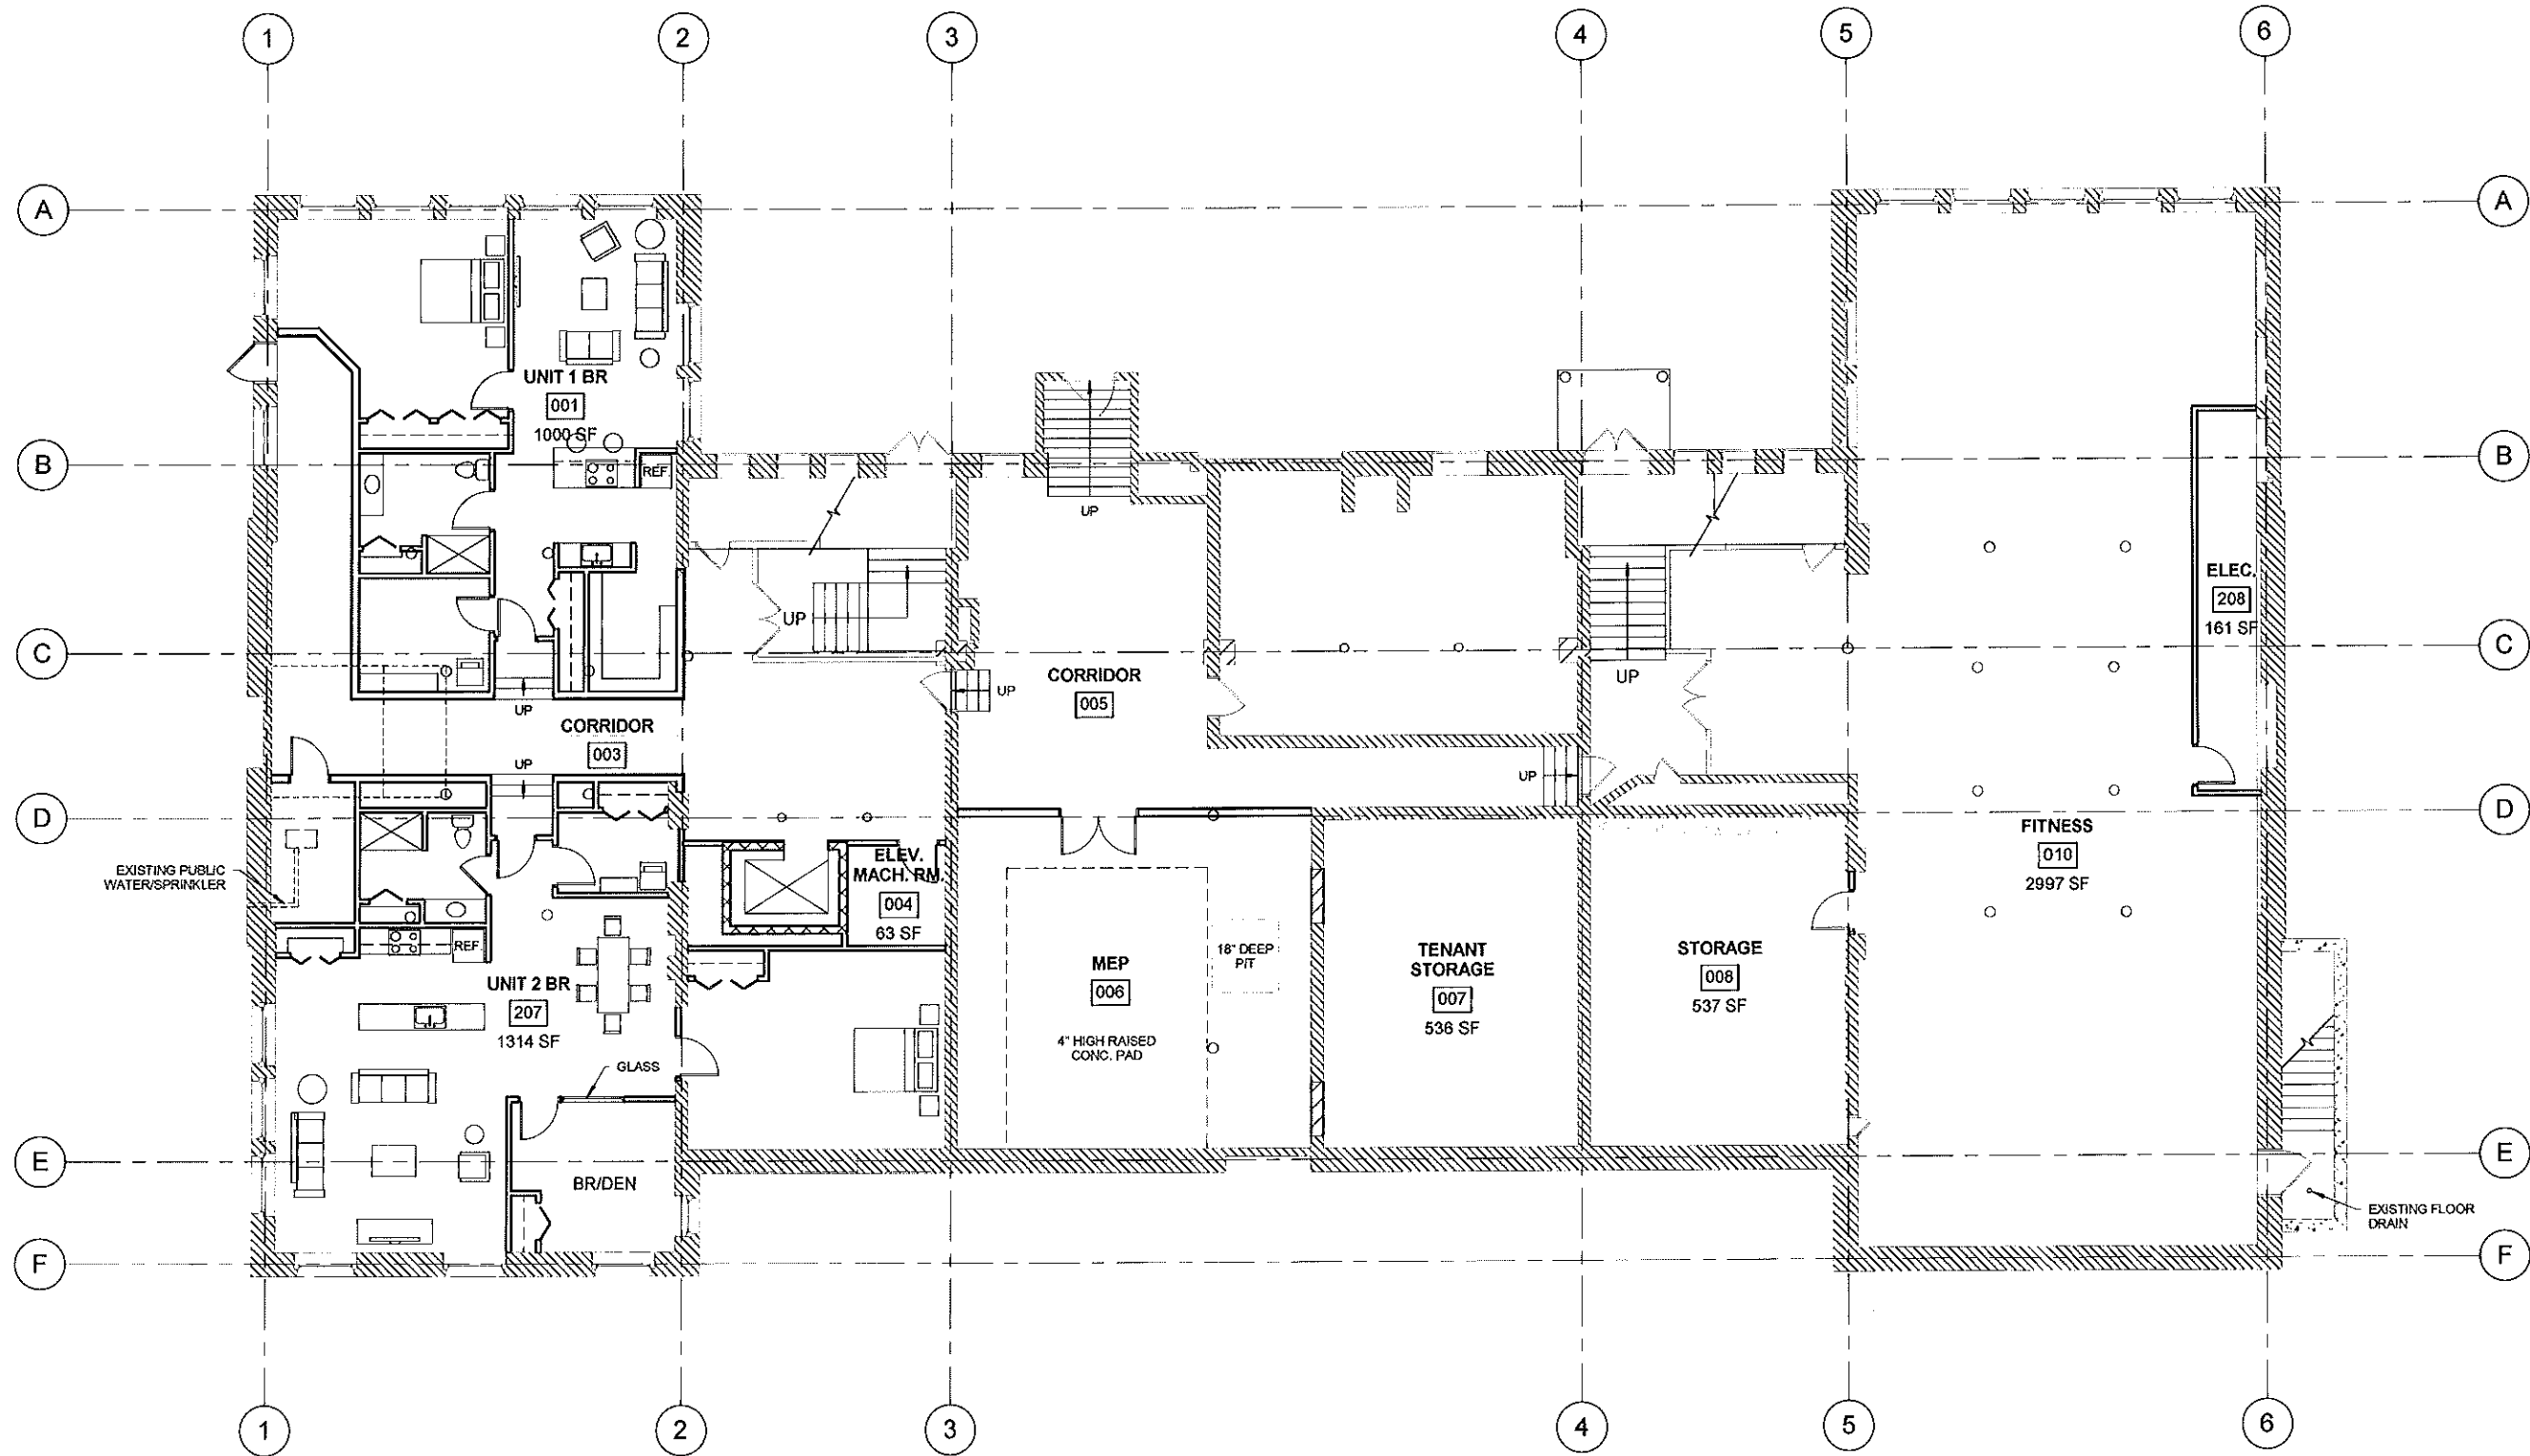 1 2 3 4 5 6
A A
UNIT 1 BR
001
1000 SF
REF.
B B
UP
UP
ELEC.
208
161 SF
C C
UP
UP
UP
CORRIDOR
005
UP
CORRIDOR
003
UP
UP
D D
EXISTING PUBLIC
WATER/SPRINKLER
ELEV.
MACH. RM.
004
63 SF
FITNESS
010
2997 SF
REF.
UNIT 2 BR
207
1314 SF
MEP
006
4" HIGH RAISED
CONC. PAD
18" DEEP
PIT
TENANT
STORAGE
007
536 SF
STORAGE
008
537 SF
GLASS
E E
BR/DEN
EXISTING FLOOR
DRAIN
F F
1 2 3 4 5 6